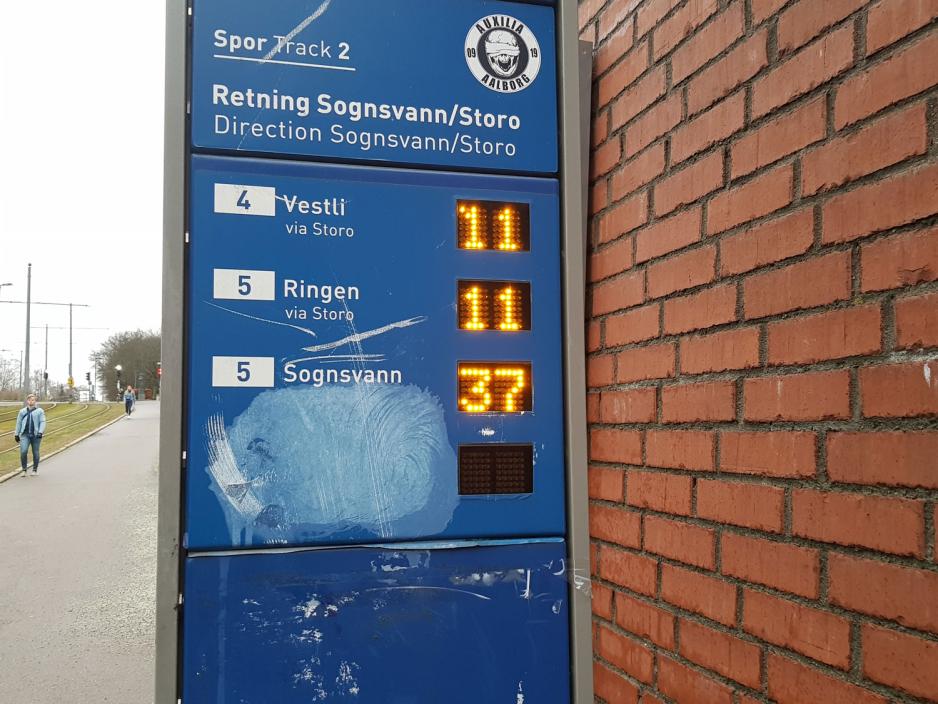 Spor Track 2
AUXILIA
09 19
AALBORG
Retning Sognsvann/Storo
Direction Sognsvann/Storo
4 Vestli 11
via Storo
5 Ringen 11
via Storo
5 Sognsvann 37